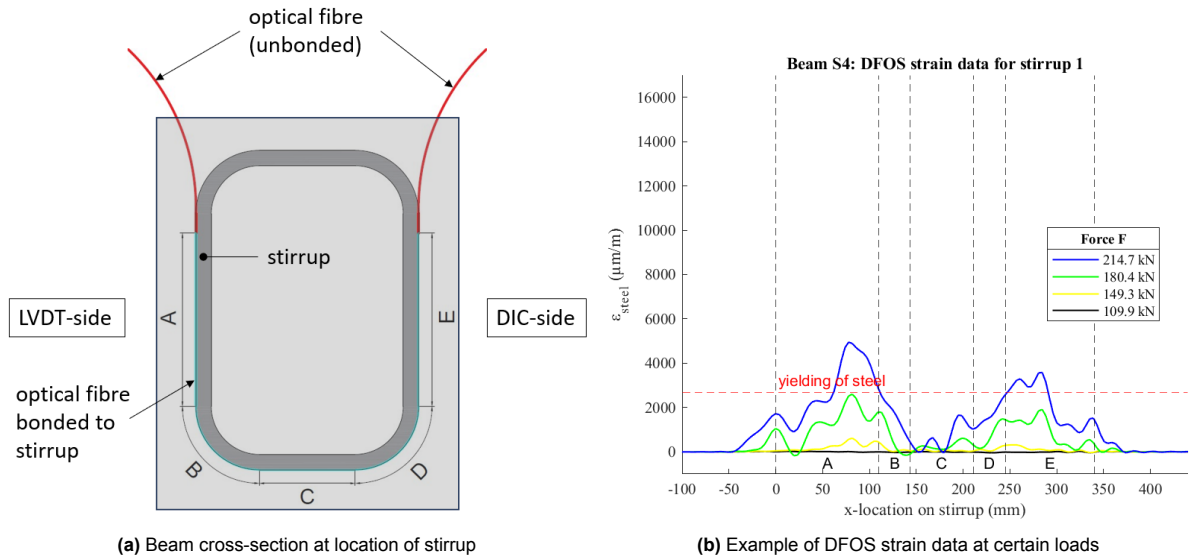 optical fibre
(unbonded)
stirrup
LVDT-side
DIC-side
A
E
optical fibre
bonded to
stirrup
B
D
C
(a) Beam cross-section at location of stirrup
Beam S4: DFOS strain data for stirrup 1
16000
14000
12000
10000
8000
6000
4000
2000
0
εsteel (μm/m)
Force F
214.7 kN
180.4 kN
149.3 kN
109.9 kN
yielding of steel
A B C D E
-100 -50 0 50 100 150 200 250 300 350 400
x-location on stirrup (mm)
(b) Example of DFOS strain data at certain loads